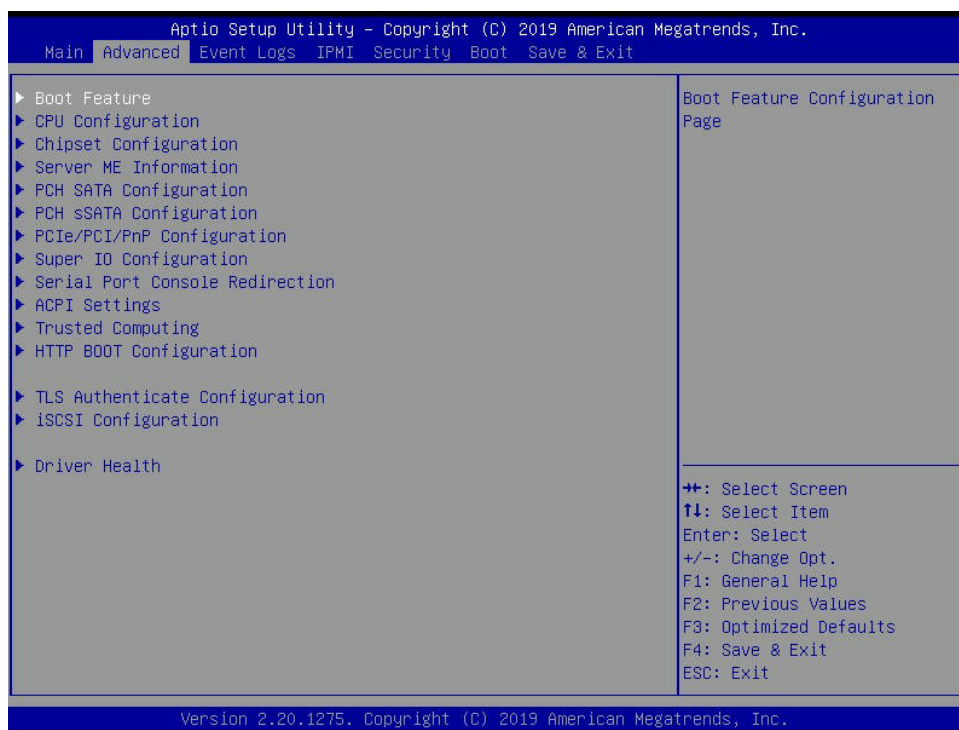 Aptio Setup Utility – Copyright (C) 2019 American Megatrends, Inc.
Main Advanced Event Logs IPMI Security Boot Save & Exit
Boot Feature
CPU Configuration
Chipset Configuration
Server ME Information
PCH SATA Configuration
PCH sSATA Configuration
PCIe/PCI/PnP Configuration
Super IO Configuration
Serial Port Console Redirection
ACPI Settings
Trusted Computing
HTTP BOOT Configuration
TLS Authenticate Configuration
iSCSI Configuration
Driver Health
Boot Feature Configuration
Page
→←: Select Screen
↑↓: Select Item
Enter: Select
+/-: Change Opt.
F1: General Help
F2: Previous Values
F3: Optimized Defaults
F4: Save & Exit
ESC: Exit
Version 2.20.1275. Copyright (C) 2019 American Megatrends, Inc.